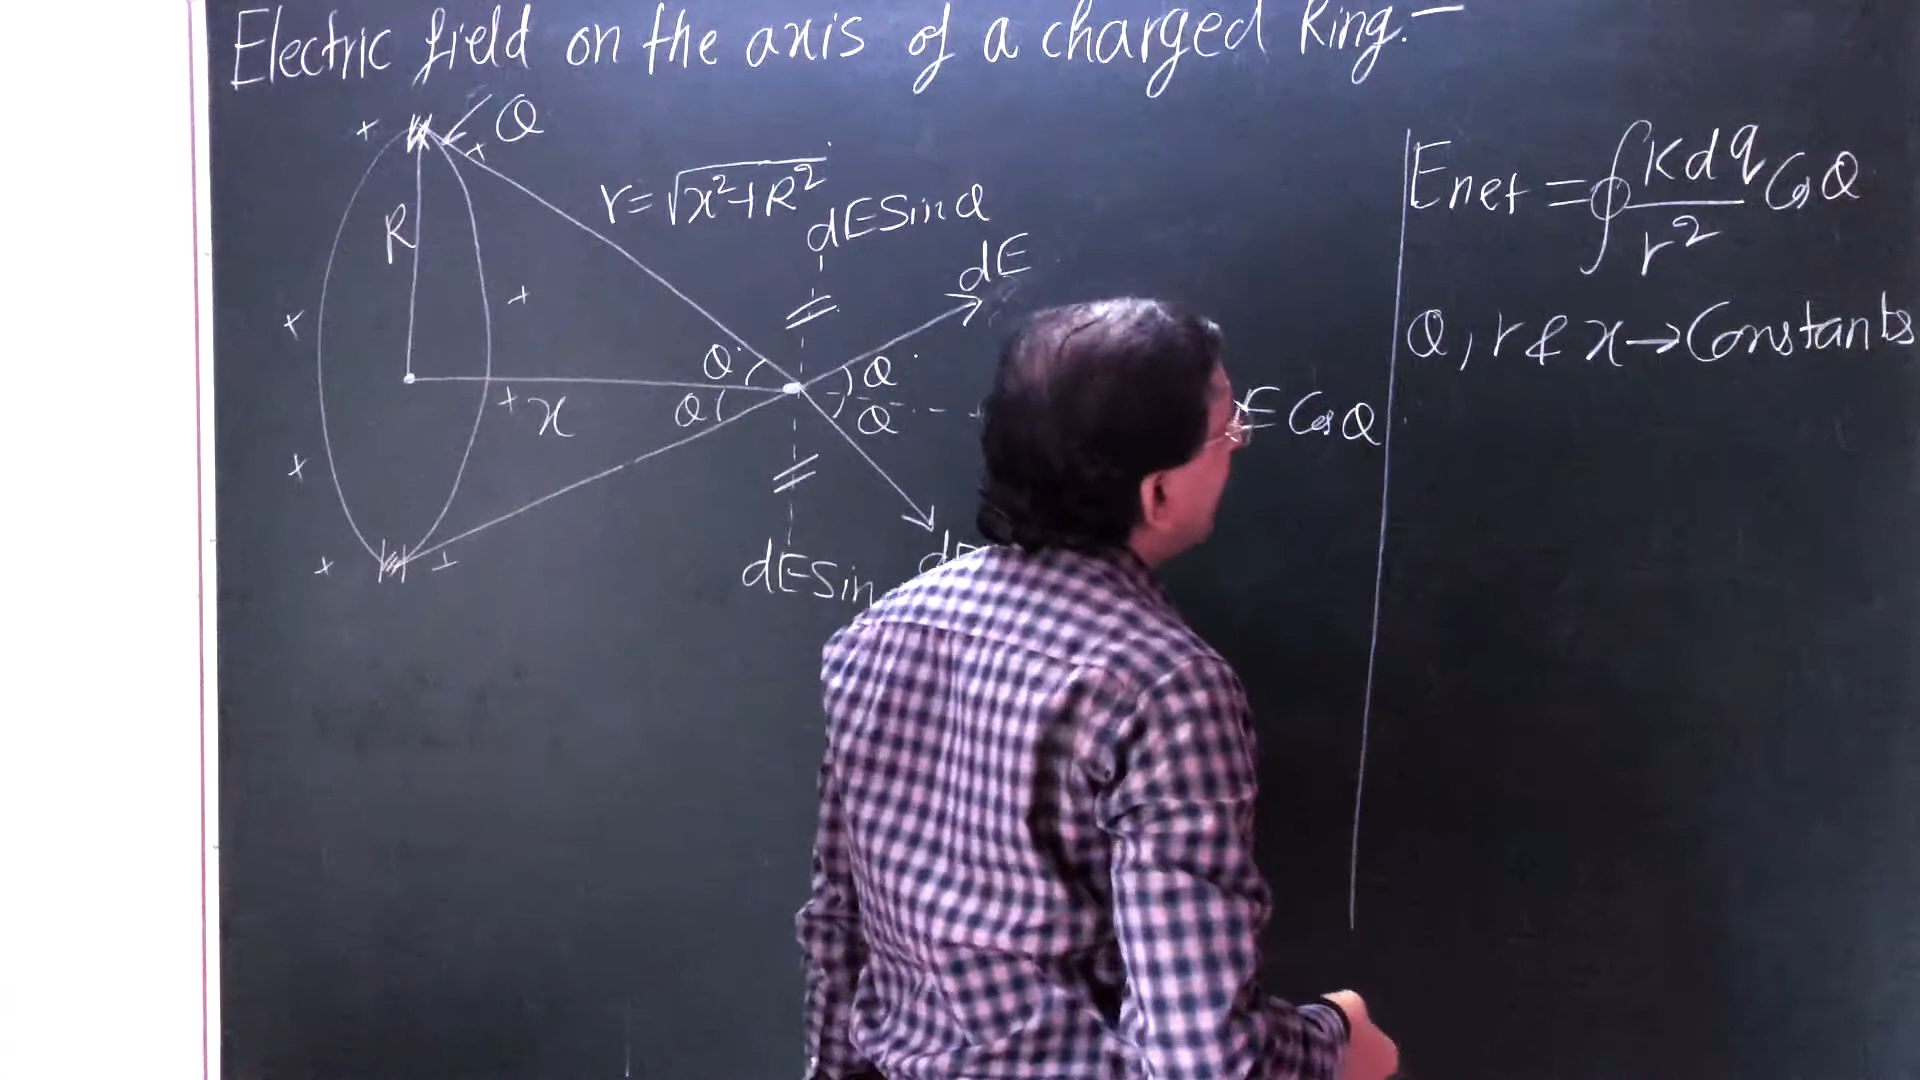 Electric field on the axis of a charged Ring:-
+ Q
+
R
r = √x²+R²
dE Sin Q
dE
+ +
Q Q
+ x
Q Q
E Cos Q
+
dE Sin
dE
+ +
Enet = ∮ K dq / r² Cos Q
Q, r & x → Constants